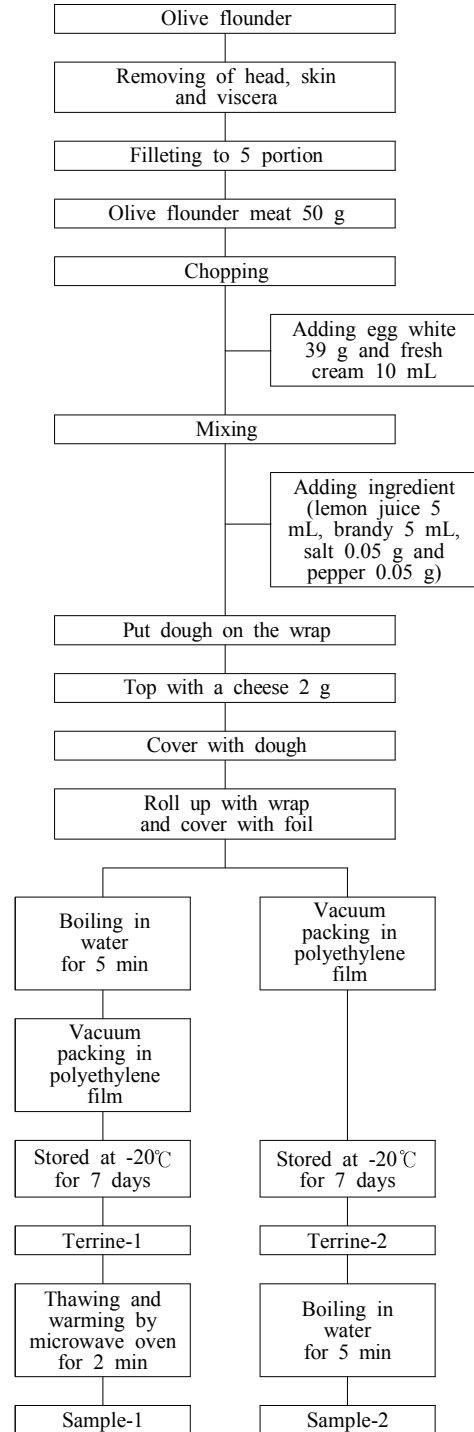 Olive flounder
Removing of head, skin
and viscera
Filleting to 5 portion
Olive flounder meat 50 g
Chopping
Adding egg white
39 g and fresh
cream 10 mL
Mixing
Adding ingredient
(lemon juice 5
mL, brandy 5 mL,
salt 0.05 g and
pepper 0.05 g)
Put dough on the wrap
Top with a cheese 2 g
Cover with dough
Roll up with wrap
and cover with foil
Boiling in
water
for 5 min
Vacuum
packing in
polyethylene
film
Vacuum
packing in
polyethylene
film
Stored at -20℃
for 7 days
Stored at -20℃
for 7 days
Terrine-1
Terrine-2
Thawing and
warming by
microwave oven
for 2 min
Boiling in
water
for 5 min
Sample-1
Sample-2